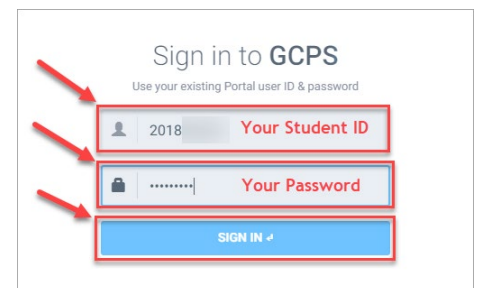 Sign in to GCPS
Use your existing Portal user ID & password
2018 Your Student ID
••••••••• Your Password
SIGN IN ↲